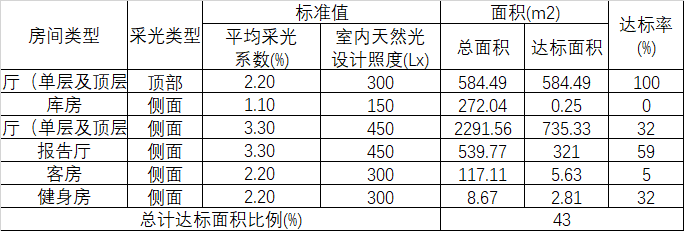 房间类型 采光类型 标准值 面积(m2) 达标率(%)
平均采光系数(%) 室内天然光设计照度(Lx) 总面积 达标面积
厅（单层及顶层 顶部 2.20 300 584.49 584.49 100
库房 侧面 1.10 150 272.04 0.25 0
厅（单层及顶层 侧面 3.30 450 2291.56 735.33 32
报告厅 侧面 3.30 450 539.77 321 59
客房 侧面 2.20 300 117.11 5.63 5
健身房 侧面 2.20 300 8.67 2.81 32
总计达标面积比例(%) 43